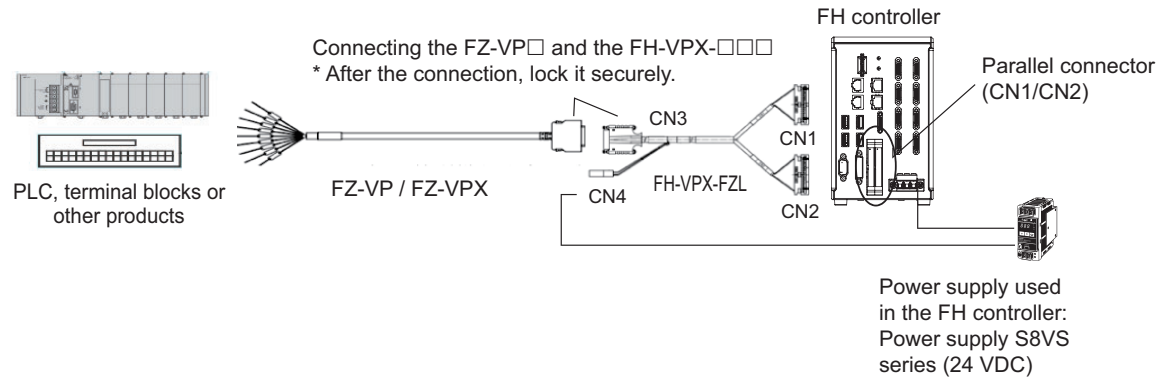 FH controller
Connecting the FZ-VP□ and the FH-VPX-□□□
* After the connection, lock it securely.
Parallel connector
(CN1/CN2)
CN3
CN1
PLC, terminal blocks or
other products
FZ-VP / FZ-VPX
CN4
FH-VPX-FZL
CN2
Power supply used
in the FH controller:
Power supply S8VS
series (24 VDC)